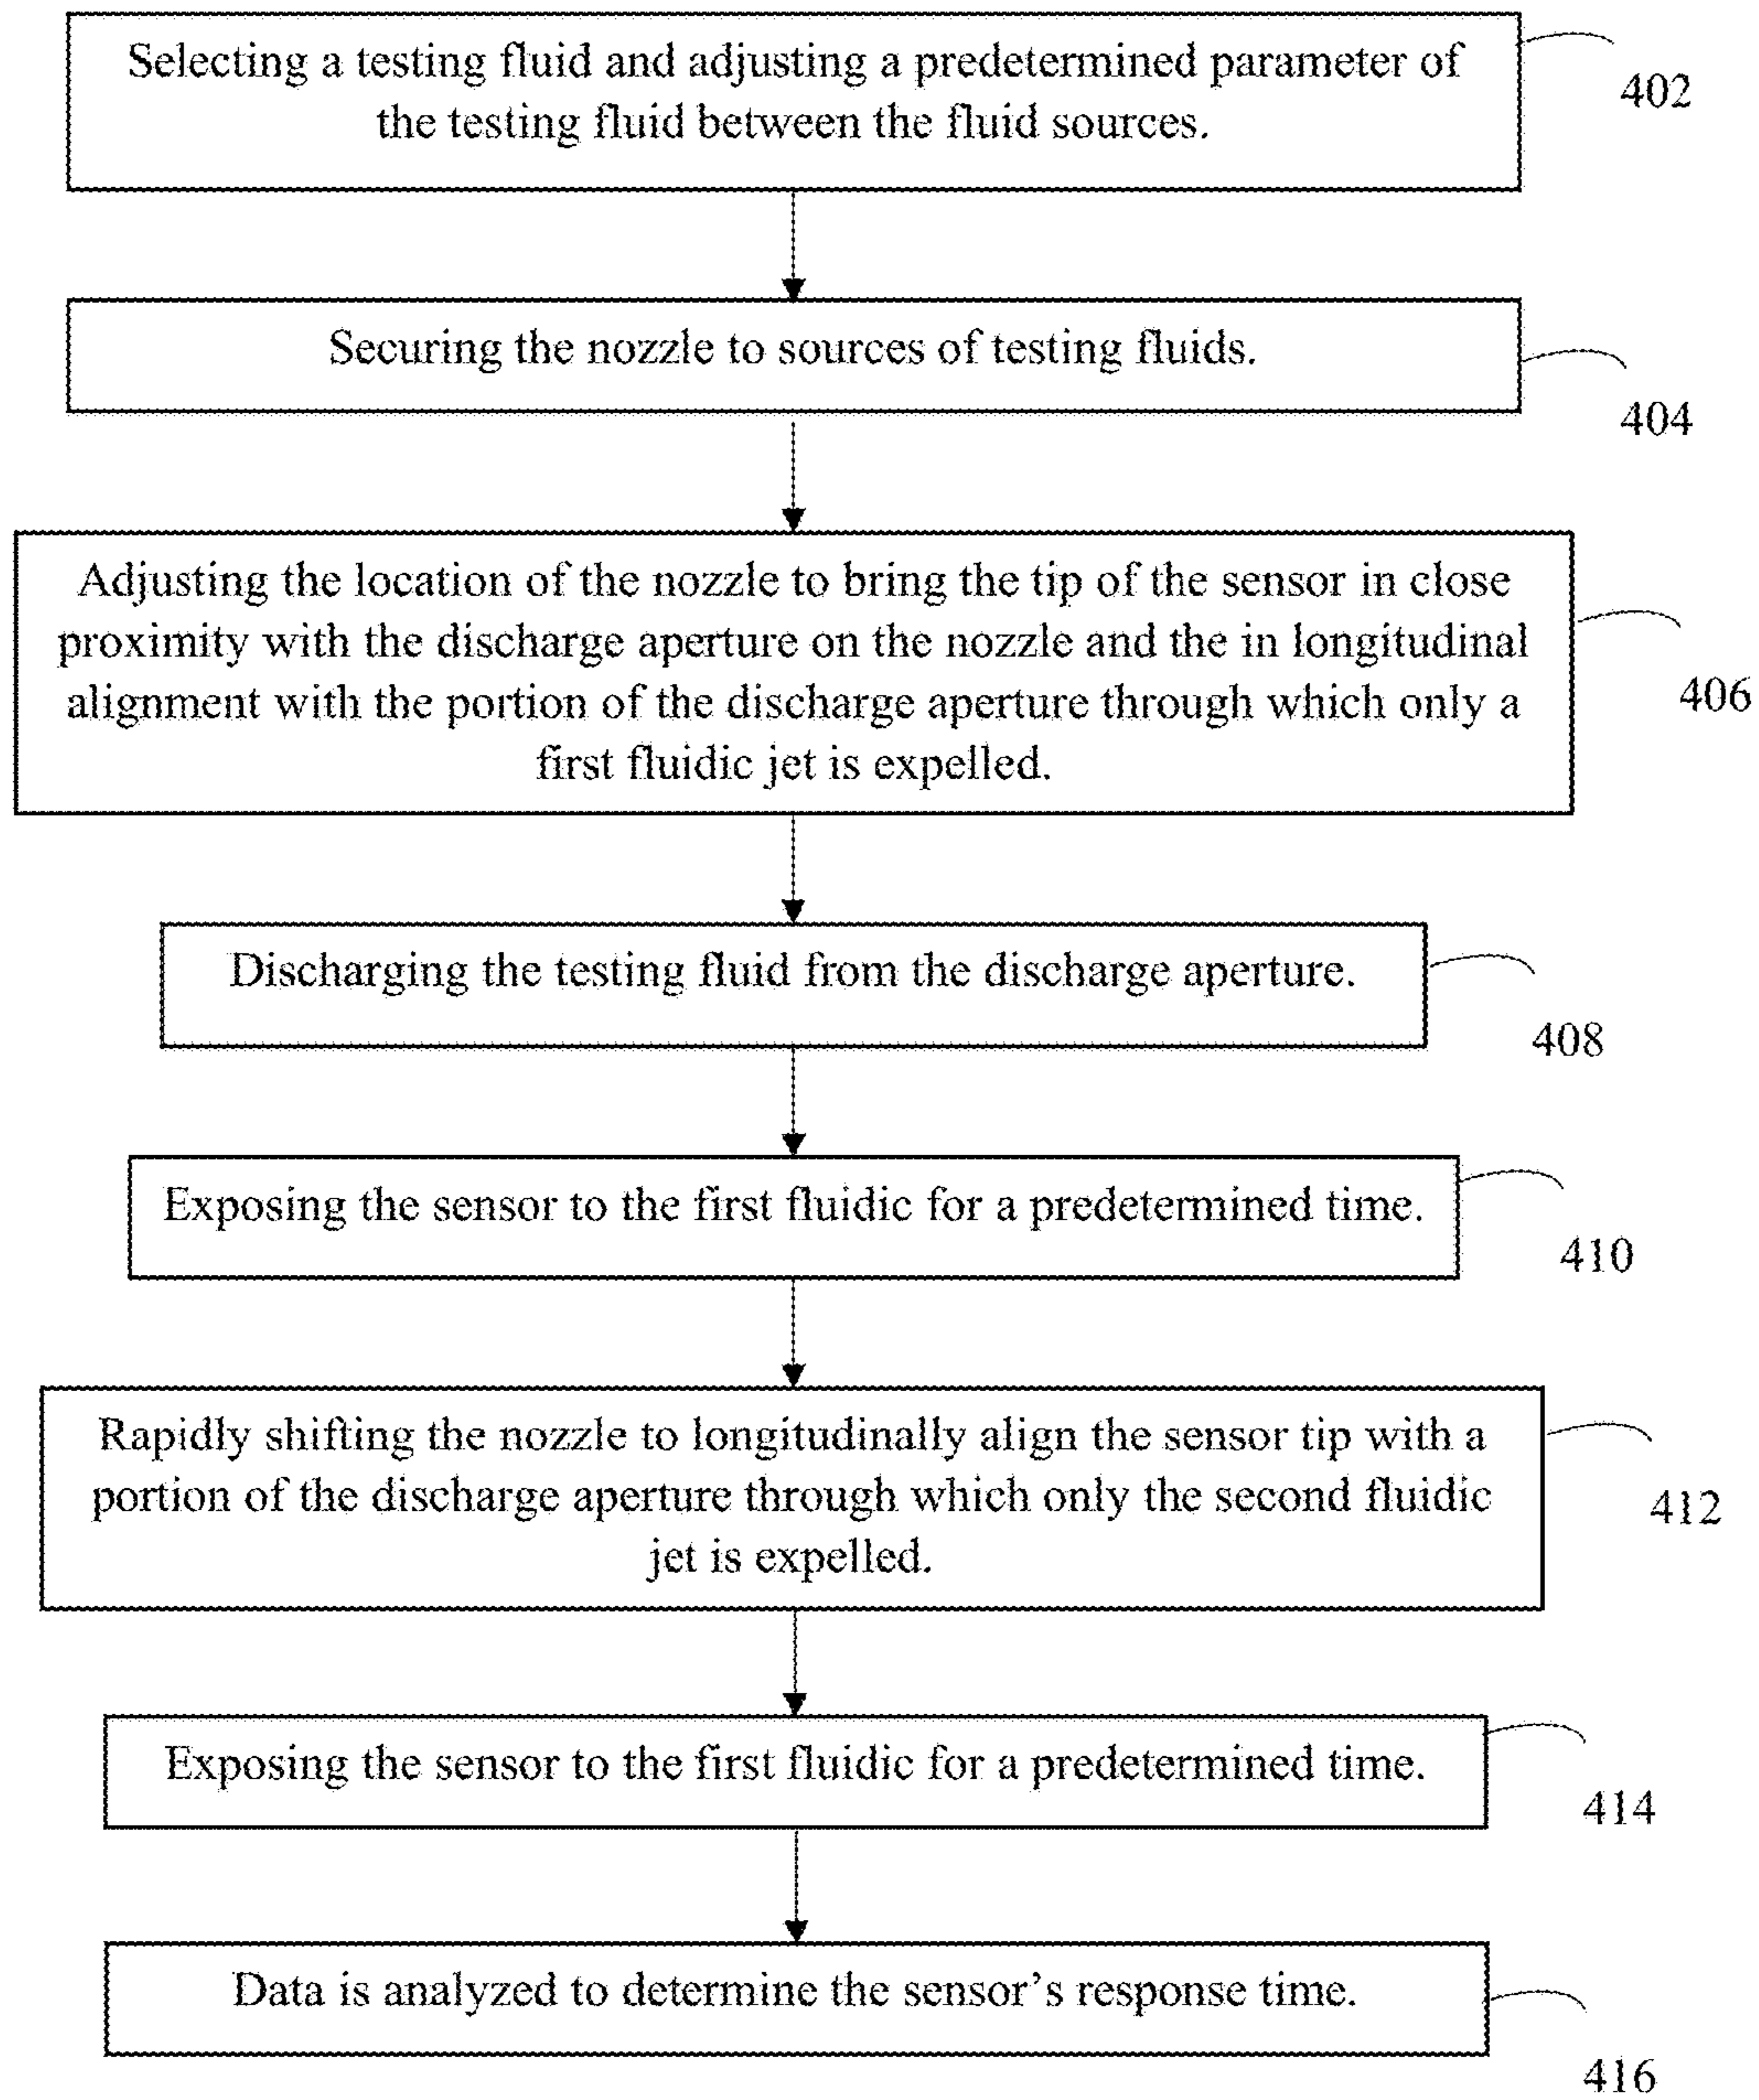 Selecting a testing fluid and adjusting a predetermined parameter of
the testing fluid between the fluid sources.
402
Securing the nozzle to sources of testing fluids.
404
Adjusting the location of the nozzle to bring the tip of the sensor in close
proximity with the discharge aperture on the nozzle and the in longitudinal
alignment with the portion of the discharge aperture through which only a
first fluidic jet is expelled.
406
Discharging the testing fluid from the discharge aperture.
408
Exposing the sensor to the first fluidic for a predetermined time.
410
Rapidly shifting the nozzle to longitudinally align the sensor tip with a
portion of the discharge aperture through which only the second fluidic
jet is expelled.
412
Exposing the sensor to the first fluidic for a predetermined time.
414
Data is analyzed to determine the sensor's response time.
416